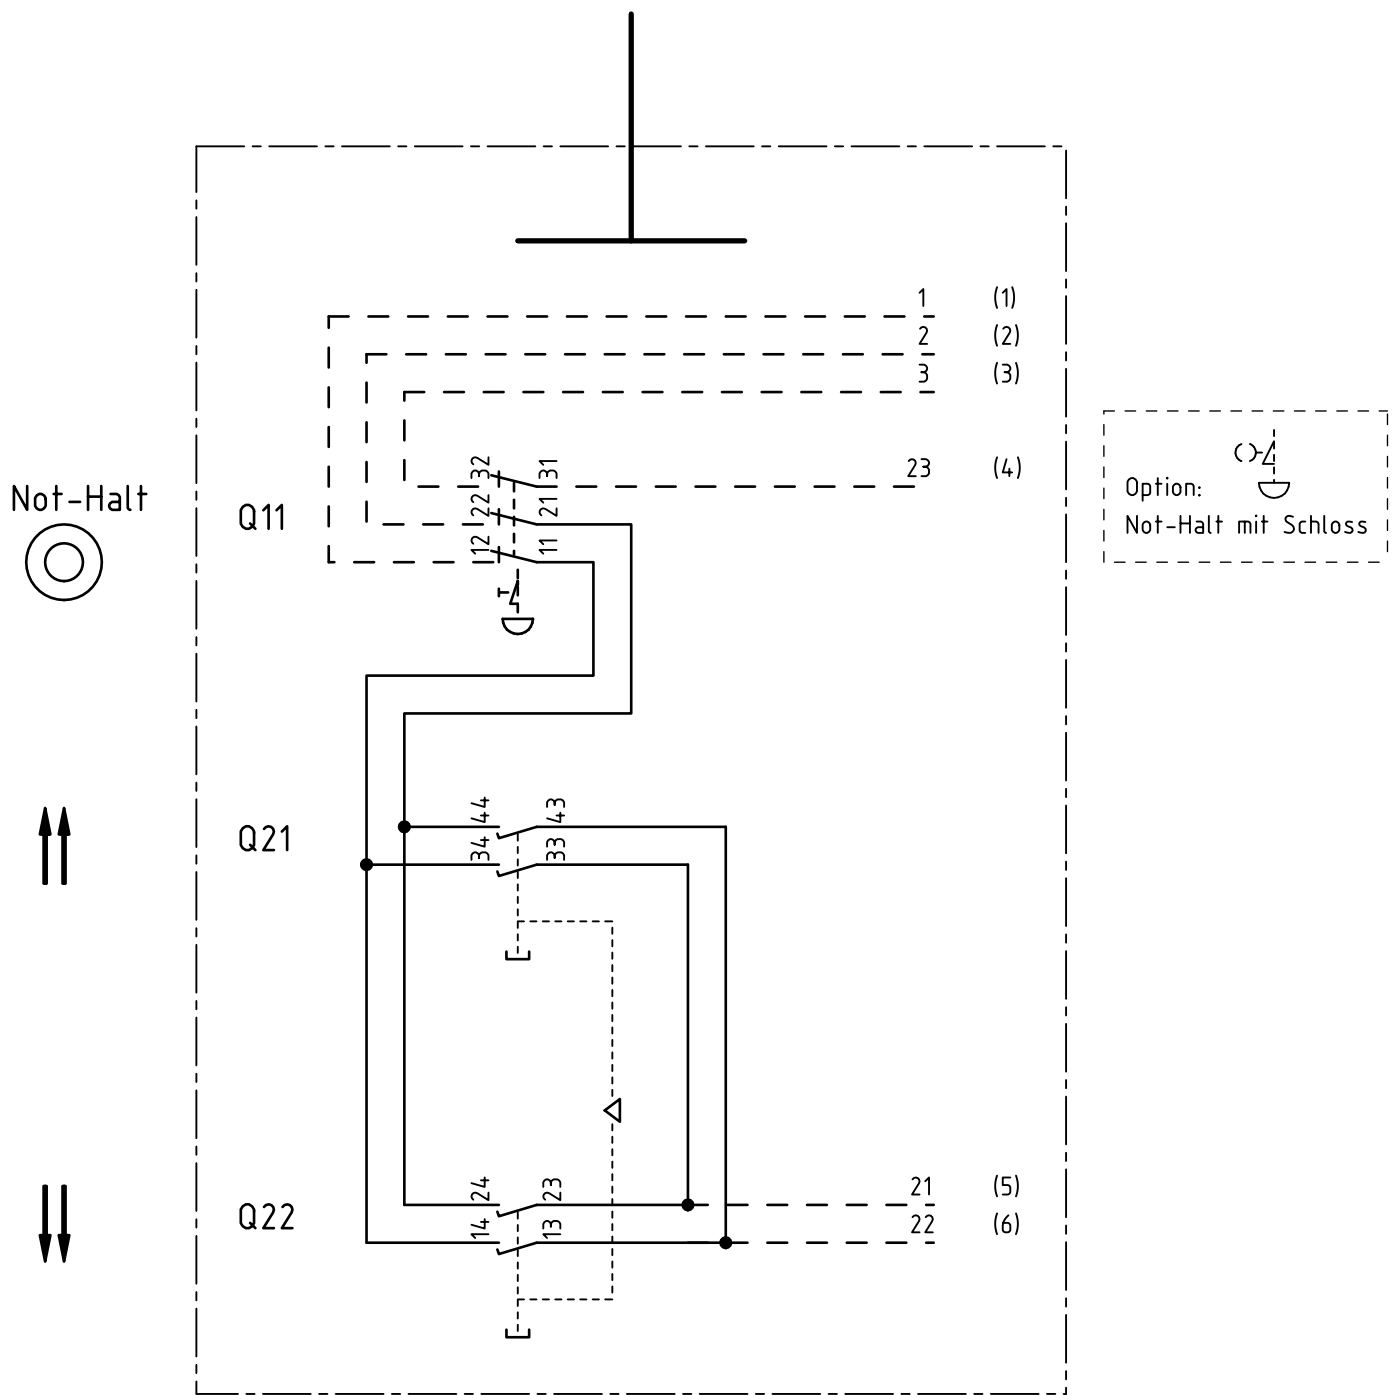 1 (1)
2 (2)
3 (3)
32 31 23 (4)
Not-Halt
Q11
22 21
12 11
Option:
Not-Halt mit Schloss
44 43
Q21
34 33
24 23 21 (5)
Q22
14 13 22 (6)